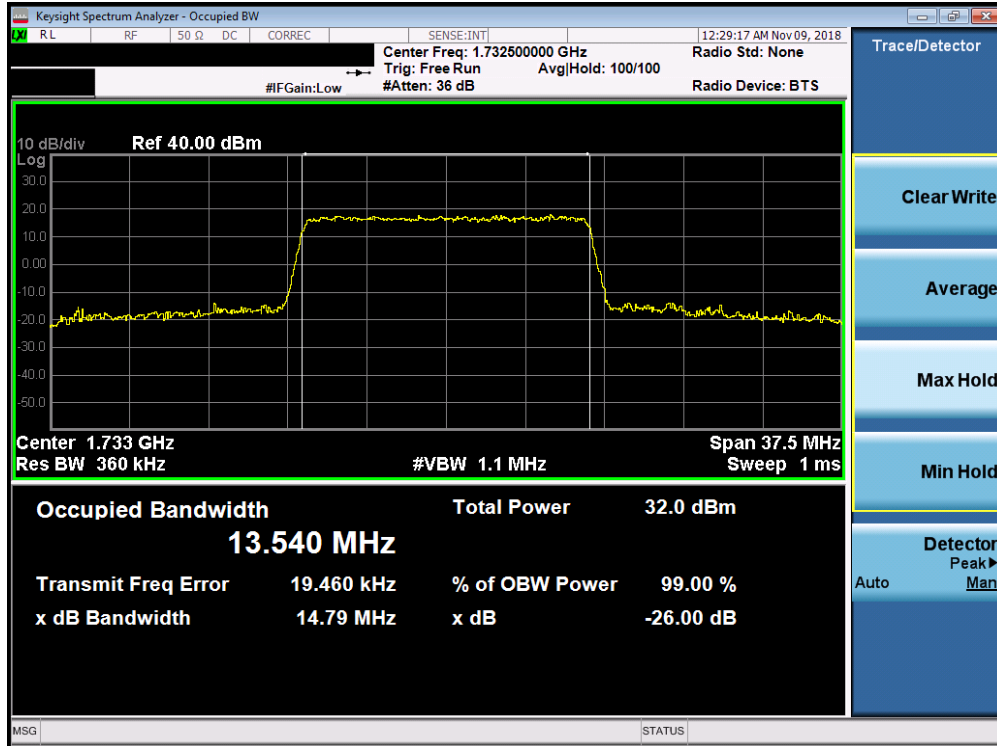 Keysight Spectrum Analyzer - Occupied BW
LXI RL RF 50 Ω DC CORREC SENSE:INT 12:29:17 AM Nov 09, 2018
Center Freq: 1.732500000 GHz Radio Std: None
Trig: Free Run Avg|Hold: 100/100
#IFGain:Low #Atten: 36 dB Radio Device: BTS
Trace/Detector
10 dB/div Ref 40.00 dBm
Log
30.0
20.0
10.0
0.00
-10.0
-20.0
-30.0
-40.0
-50.0
Center 1.733 GHz Span 37.5 MHz
Res BW 360 kHz #VBW 1.1 MHz Sweep 1 ms
Occupied Bandwidth Total Power 32.0 dBm
13.540 MHz
Transmit Freq Error 19.460 kHz % of OBW Power 99.00 %
x dB Bandwidth 14.79 MHz x dB -26.00 dB
Clear Write
Average
Max Hold
Min Hold
Detector
Peak▶
Auto Man
MSG STATUS